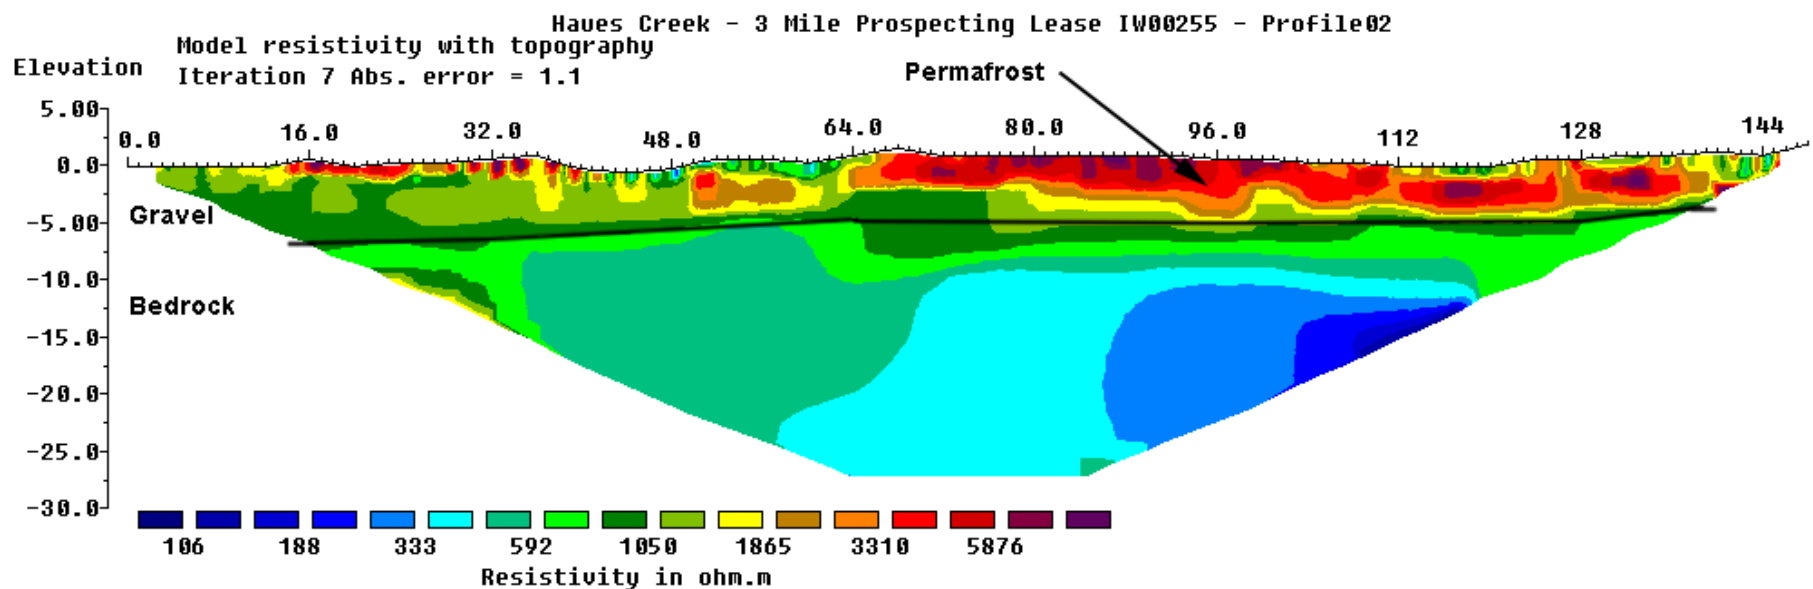 Haues Creek - 3 Mile Prospecting Lease IW00255 - Profile02
Model resistivity with topography
Elevation
Iteration 7 Abs. error = 1.1
Permafrost
5.00
0.0 16.0 32.0 48.0 64.0 80.0 96.0 112 128 144
0.0
Gravel
-5.00
-10.0
Bedrock
-15.0
-20.0
-25.0
-30.0
106 188 333 592 1050 1865 3310 5876
Resistivity in ohm.m